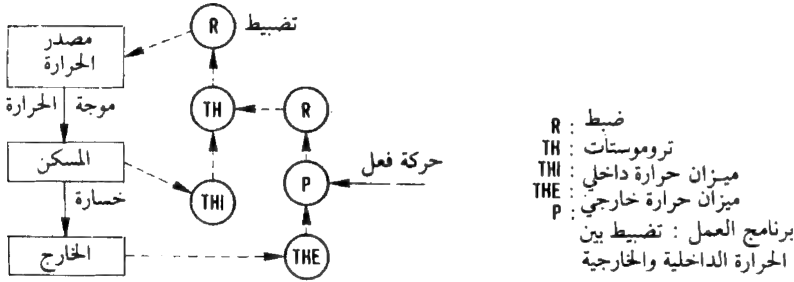 مصدر
الحرارة
R
تضبيط
موجة الحرارة
TH
R
المسكن
خسارة
THI
P
حركة فعل
الخارج
THE
R : ضبط
TH : تروموستات
THI : ميزان حرارة داخلي
THE : ميزان حرارة خارجي
P :
برنامج العمل : تضبيط بين
الحرارة الداخلية والخارجية